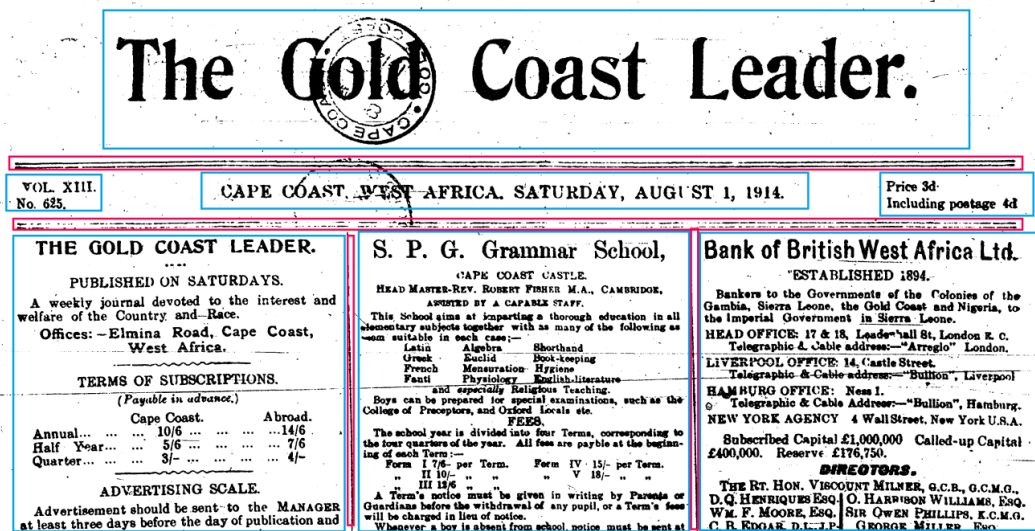 The Gold Coast Leader.
VOL. XIII.
No. 625.
CAPE COAST, WEST AFRICA. SATURDAY, AUGUST 1, 1914.
Price 3d.
Including postage 4d
THE GOLD COAST LEADER.
PUBLISHED ON SATURDAYS.
A weekly journal devoted to the interest and
welfare of the Country and Race.
Offices:—Elmina Road, Cape Coast,
West Africa.
TERMS OF SUBSCRIPTIONS.
(Payable in advance.)
Cape Coast. Abroad.
Annual... ... ... 10/6 ... ... ...14/6
Half Year... ... 5/6 ... ... ... 7/6
Quarter... ... ... 3/- ... ... ... 4/-
ADVERTISING SCALE.
Advertisement should be sent to the MANAGER
at least three days before the day of publication and
S. P. G. Grammar School,
CAPE COAST CASTLE.
HEAD MASTER-REV. ROBERT FISHER M.A., CAMBRIDGE,
ASSISTED BY A CAPABLE STAFF.
This School aims at imparting a thorough education in all
elementary subjects together with as many of the following as
seem suitable in each case;—
Latin Algebra Shorthand
Greek Euclid Book-keeping
French Mensuration Hygiene
Fanti Physiology English literature
and especially Religious Teaching.
Boys can be prepared for special examinations, such as the
College of Preceptors, and Oxford Locals etc.
FEES.
The school year is divided into four Terms, corresponding to
the four quarters of the year. All fees are payable at the beginn-
ing of each Term:—
Form I 7/6- per Term. Form IV 15/- per Term.
„ II 10/- „ „ „ V 18/- „ „
„ III 12/6 „ „
A Term's notice must be given in writing by Parents or
Guardians before the withdrawal of any pupil, or a Term's fees
will be charged in lieu of notice.
Whenever a boy is absent from school, notice must be sent at
Bank of British West Africa Ltd.
ESTABLISHED 1894.
Bankers to the Governments of the Colonies of the
Gambia, Sierra Leone, the Gold Coast and Nigeria, to
the Imperial Government in Sierra Leone.
HEAD OFFICE: 17 & 18, Leadenhall St, London E. C.
Telegraphic & Cable address:—"Arreglo" London.
LIVERPOOL OFFICE: 14, Castle Street.
Telegraphic & Cable address:—"Bullion", Liverpool
HAMBURG OFFICE: Ness 1.
Telegraphic & Cable Address:—"Bullion", Hamburg.
NEW YORK AGENCY 4 Wall Street, New York U.S.A.
Subscribed Capital £1,000,000 Called-up Capital
£400,000. Reserve £176,750.
DIRECTORS.
THE RT. HON. VISCOUNT MILNER, G.C.B., G.C.M.G.,
D.Q. HENRIQUES ESQ. O. HARRISON WILLIAMS, ESQ.
WM. F. MOORE, ESQ. SIR OWEN PHILLIPS, K.C.M.G.
C. B. EDGAR, D.L., J.P. GEORGE MILLER ESQ.